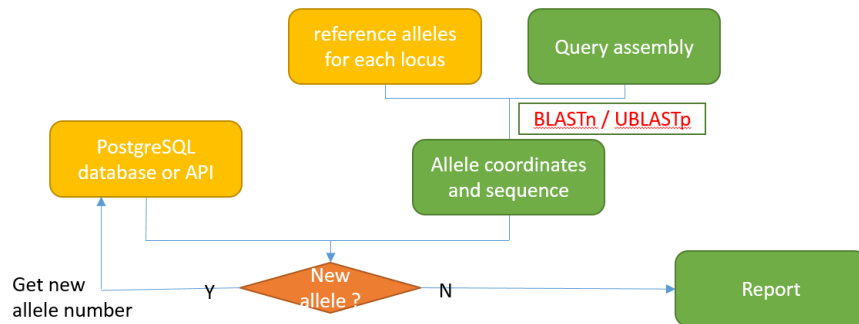 reference alleles
for each locus
Query assembly
BLASTn / UBLASTp
PostgreSQL
database or API
Allele coordinates
and sequence
New
allele ?
Get new
allele number
Y
N
Report